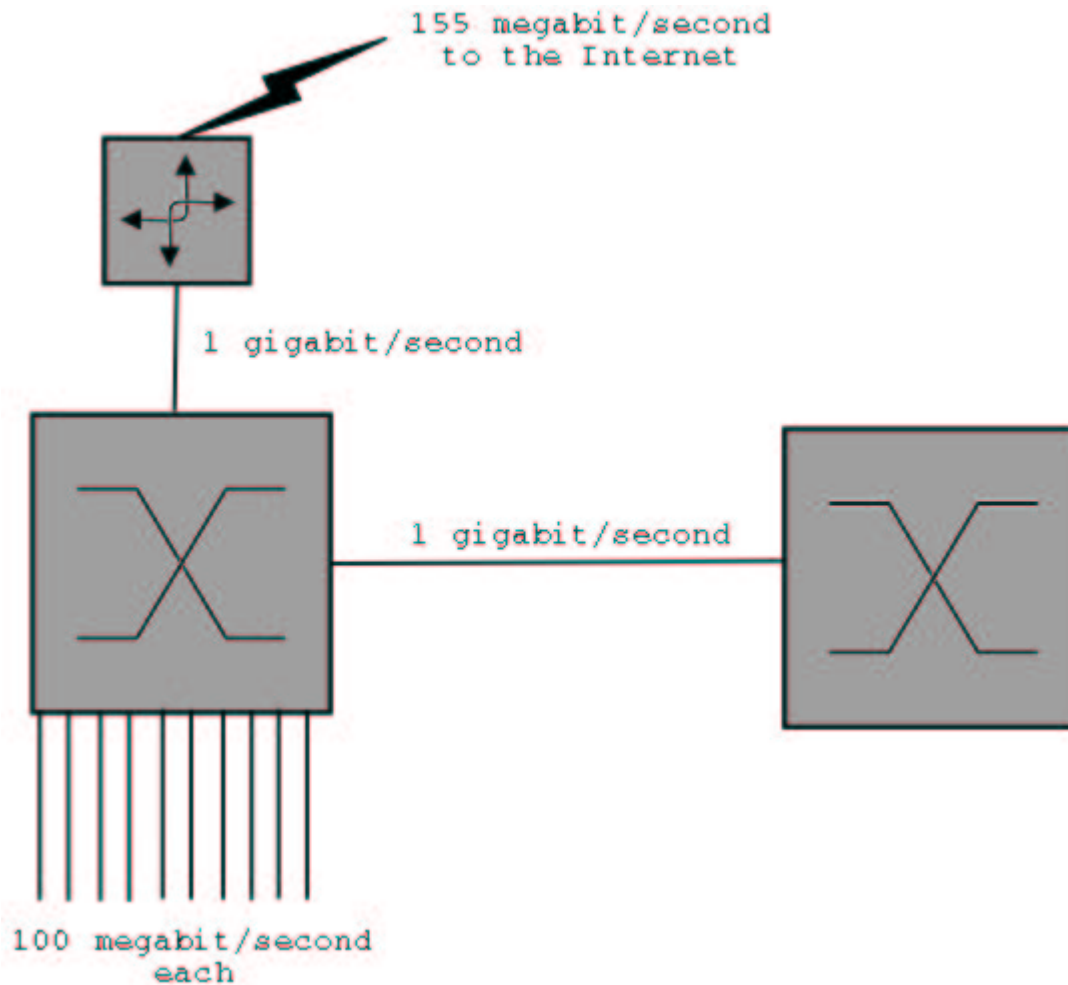 155 megabit/second
to the Internet
1 gigabit/second
1 gigabit/second
100 megabit/second
each